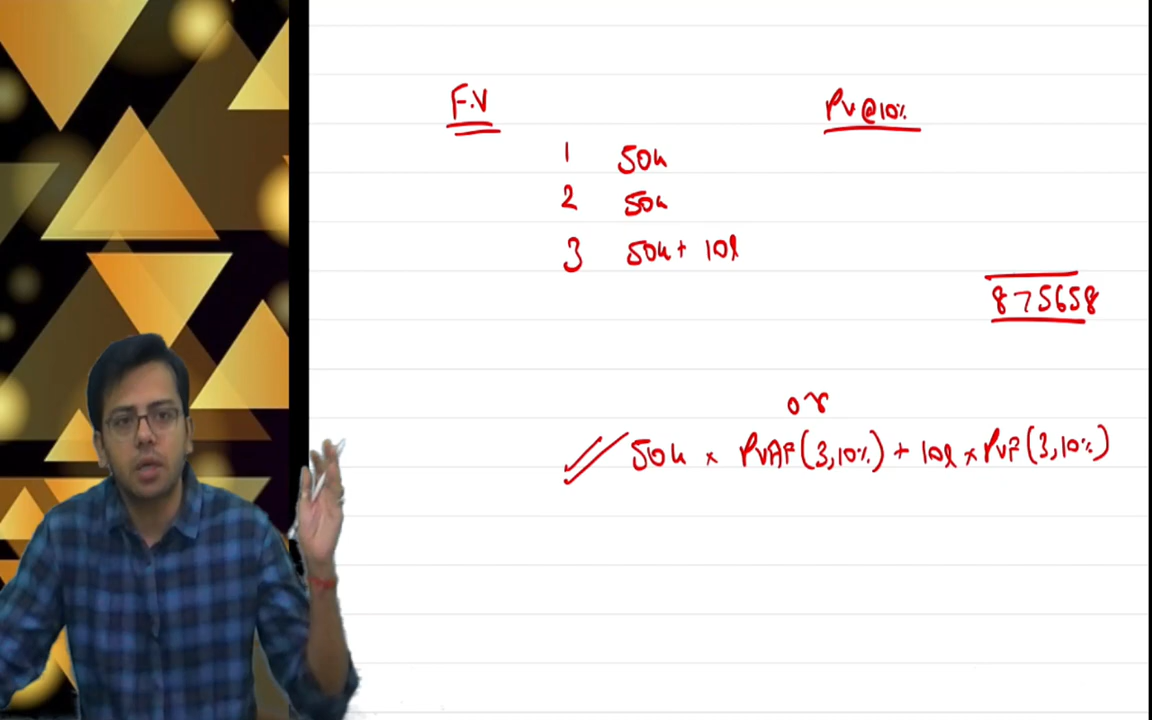 F.V PV@10%
1 50k
2 50k
3 50k + 10l
875658
or
50k × PVAF (3,10%) + 10l × PVF (3,10%)